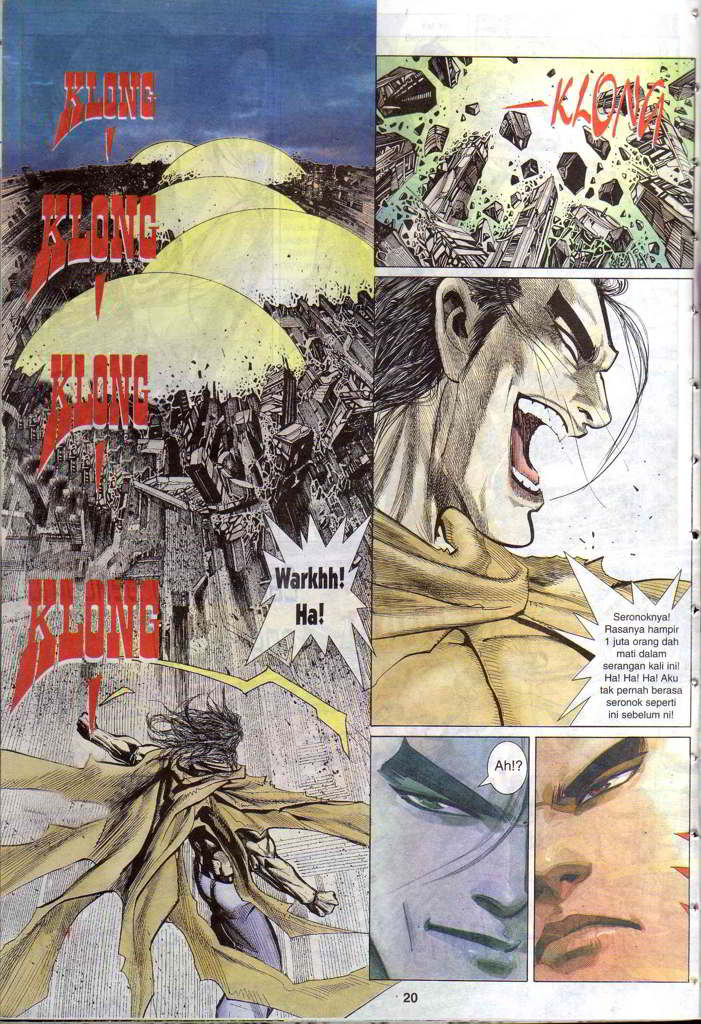 KLONG
KLONG
KLONG
KLONG
Warkhh!
Ha!
KLONG
Seronoknya!
Rasanya hampir
1 juta orang dah
mati dalam
serangan kali ini!
Ha! Ha! Ha! Aku
tak pernah berasa
seronok seperti
ini sebelum ni!
Ah!?
20